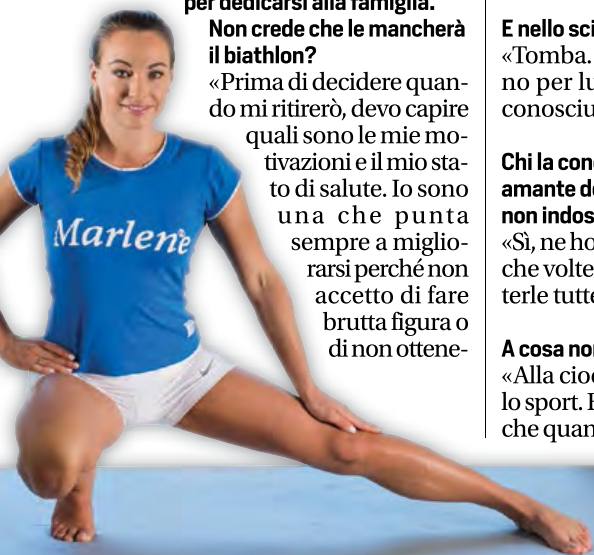 per dedicarsi alla famiglia.
Non crede che le mancherà
il biathlon?
«Prima di decidere quan-
do mi ritirerò, devo capire
quali sono le mie mo-
tivazioni e il mio sta-
to di salute. Io sono
una che punta
sempre a miglio-
rarsi perché non
accetto di fare
brutta figura o
di non ottene-
Marlene
E nello sci
«Tomba.
no per lu
conosciu
Chi la con
amante de
non indos
«Sì, ne ho
che volte
terle tutte
A cosa non
«Alla cioc
lo sport. E
che quan